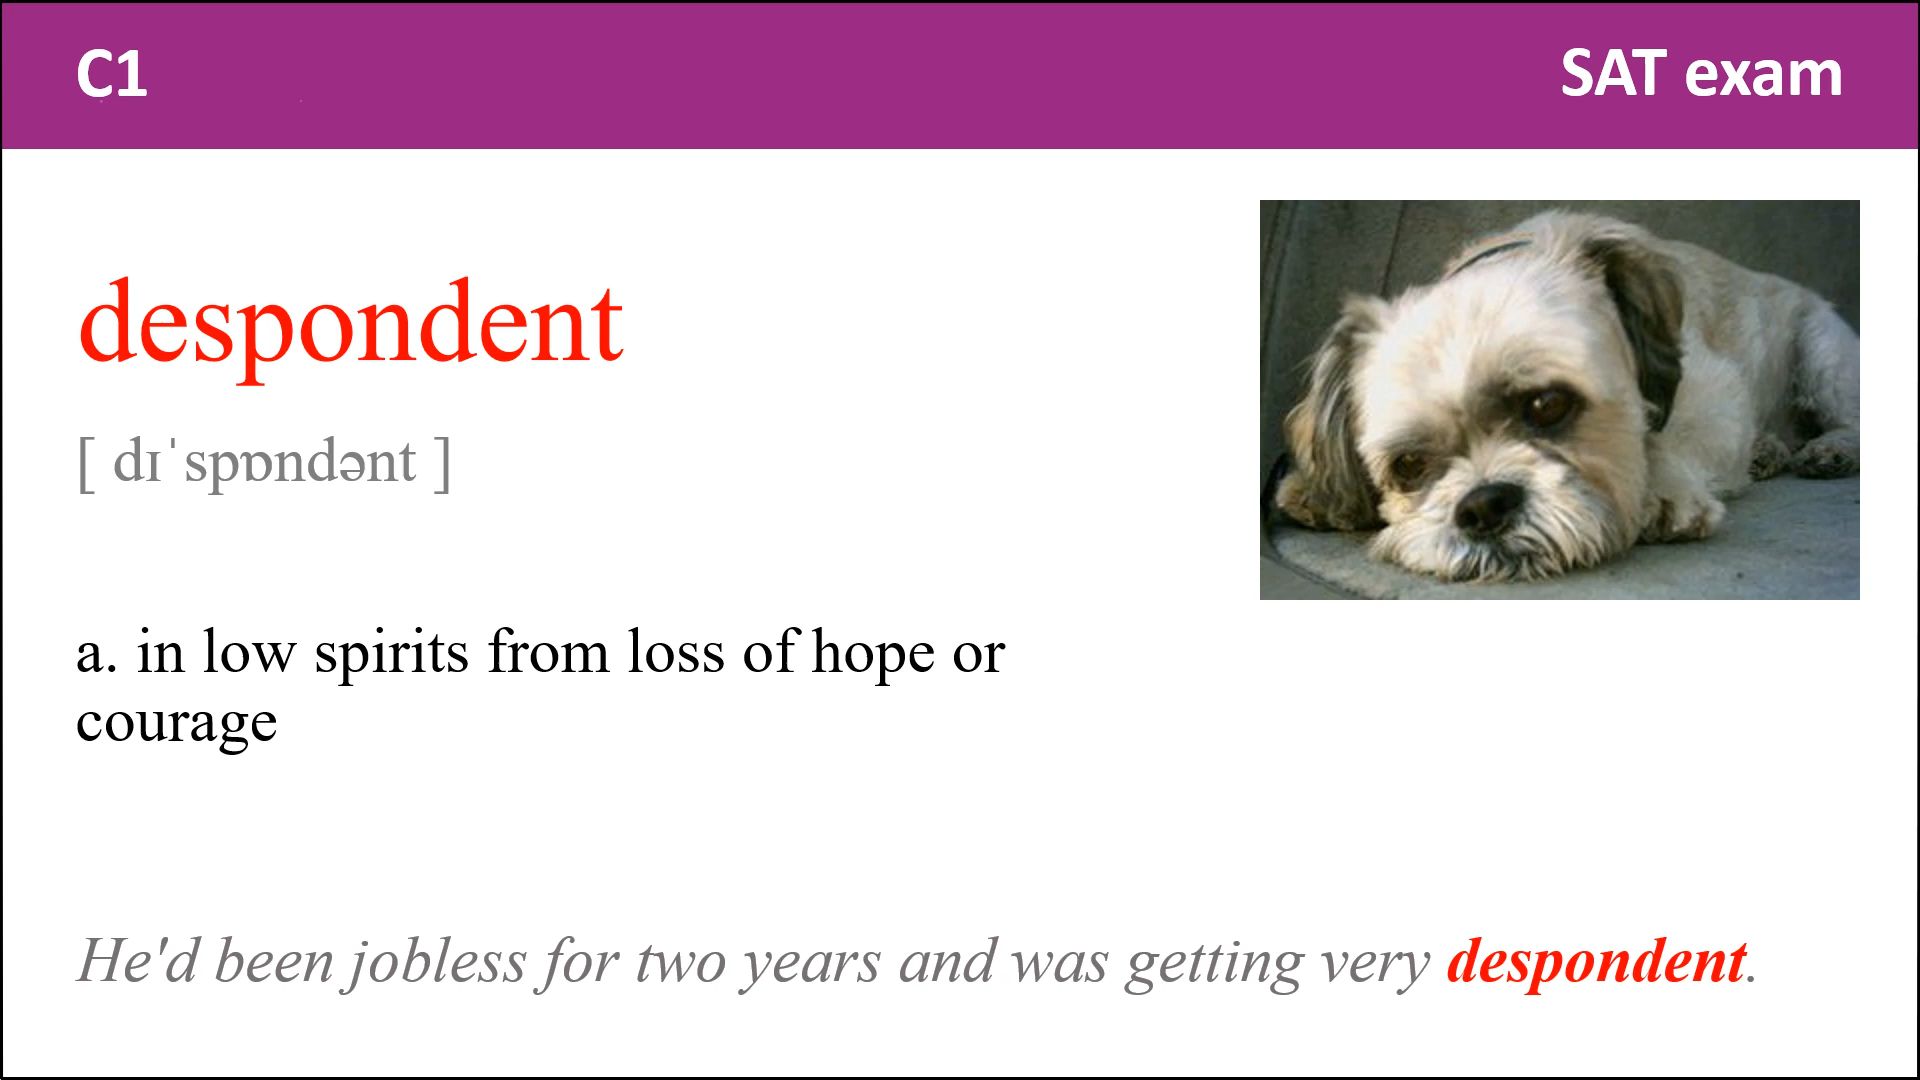 C1
SAT exam
despondent
[ dɪˈspɒndənt ]
a. in low spirits from loss of hope or
courage
He'd been jobless for two years and was getting very despondent.